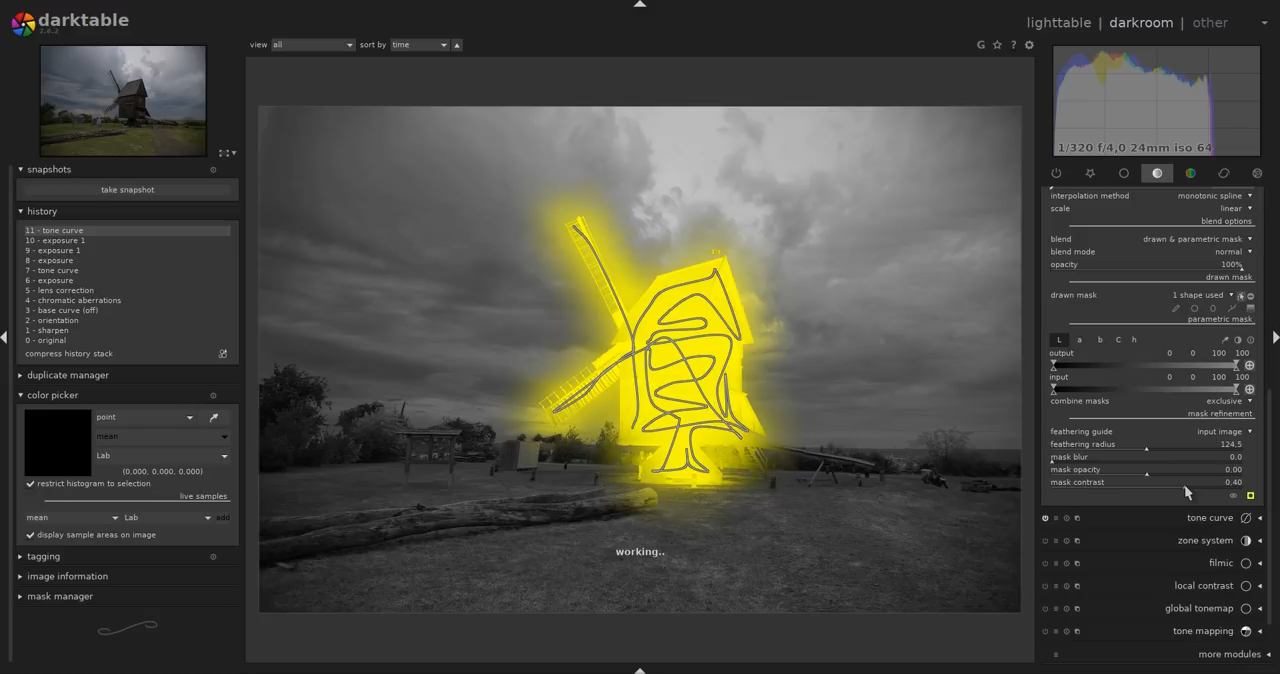 darktable
2.6.2
lighttable | darkroom | other
view all sort by time
G ?
1/320 f/4,0 24mm iso 64
snapshots
take snapshot
history
11 - tone curve
10 - exposure 1
9 - exposure 1
8 - exposure
7 - tone curve
6 - exposure
5 - lens correction
4 - chromatic aberrations
3 - base curve (off)
2 - orientation
1 - sharpen
0 - original
compress history stack
duplicate manager
color picker
point
mean
Lab
(0,000, 0,000, 0,000)
restrict histogram to selection
live samples
mean Lab add
display sample areas on image
tagging
image information
mask manager
working..
interpolation method monotonic spline
scale linear
blend options
blend drawn & parametric mask
blend mode normal
opacity 100%
drawn mask
drawn mask 1 shape used
parametric mask
L a b C h
output 0 0 100 100
input 0 0 100 100
combine masks exclusive
mask refinement
feathering guide input image
feathering radius 124.5
mask blur 0.0
mask opacity 0.00
mask contrast 0.40
tone curve
zone system
filmic
local contrast
global tonemap
tone mapping
more modules